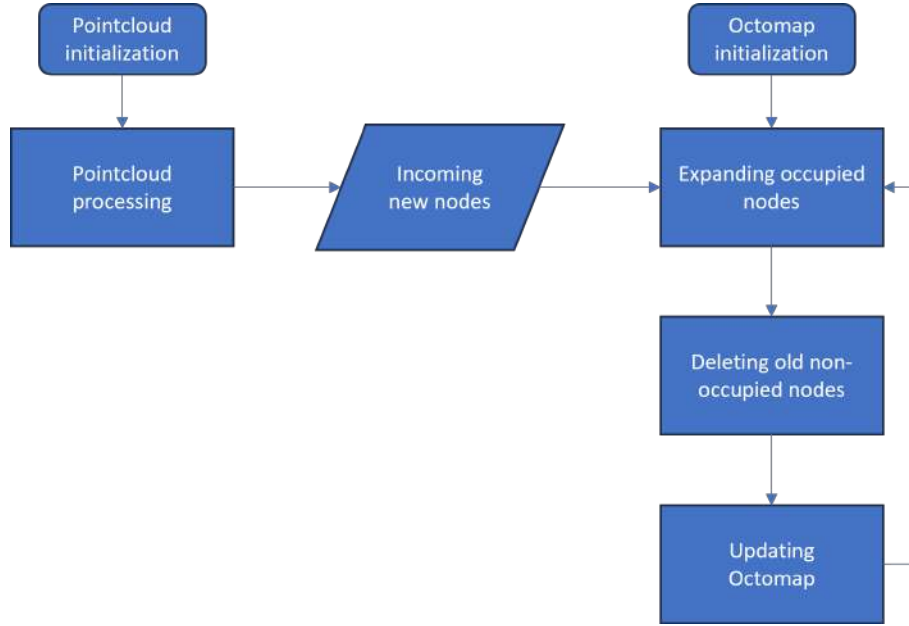 Pointcloud
initialization
Octomap
initialization
Pointcloud
processing
Incoming
new nodes
Expanding occupied
nodes
Deleting old non-
occupied nodes
Updating
Octomap